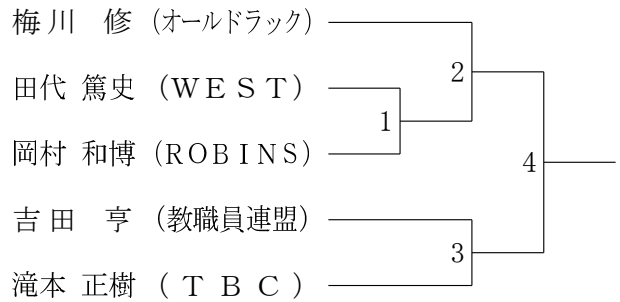 梅川 修 (オールドラック)
田代 篤史 (WEST)
岡村 和博 (ROBINS)
吉田 亨 (教職員連盟)
滝本 正樹 (TBC)
1
2
3
4